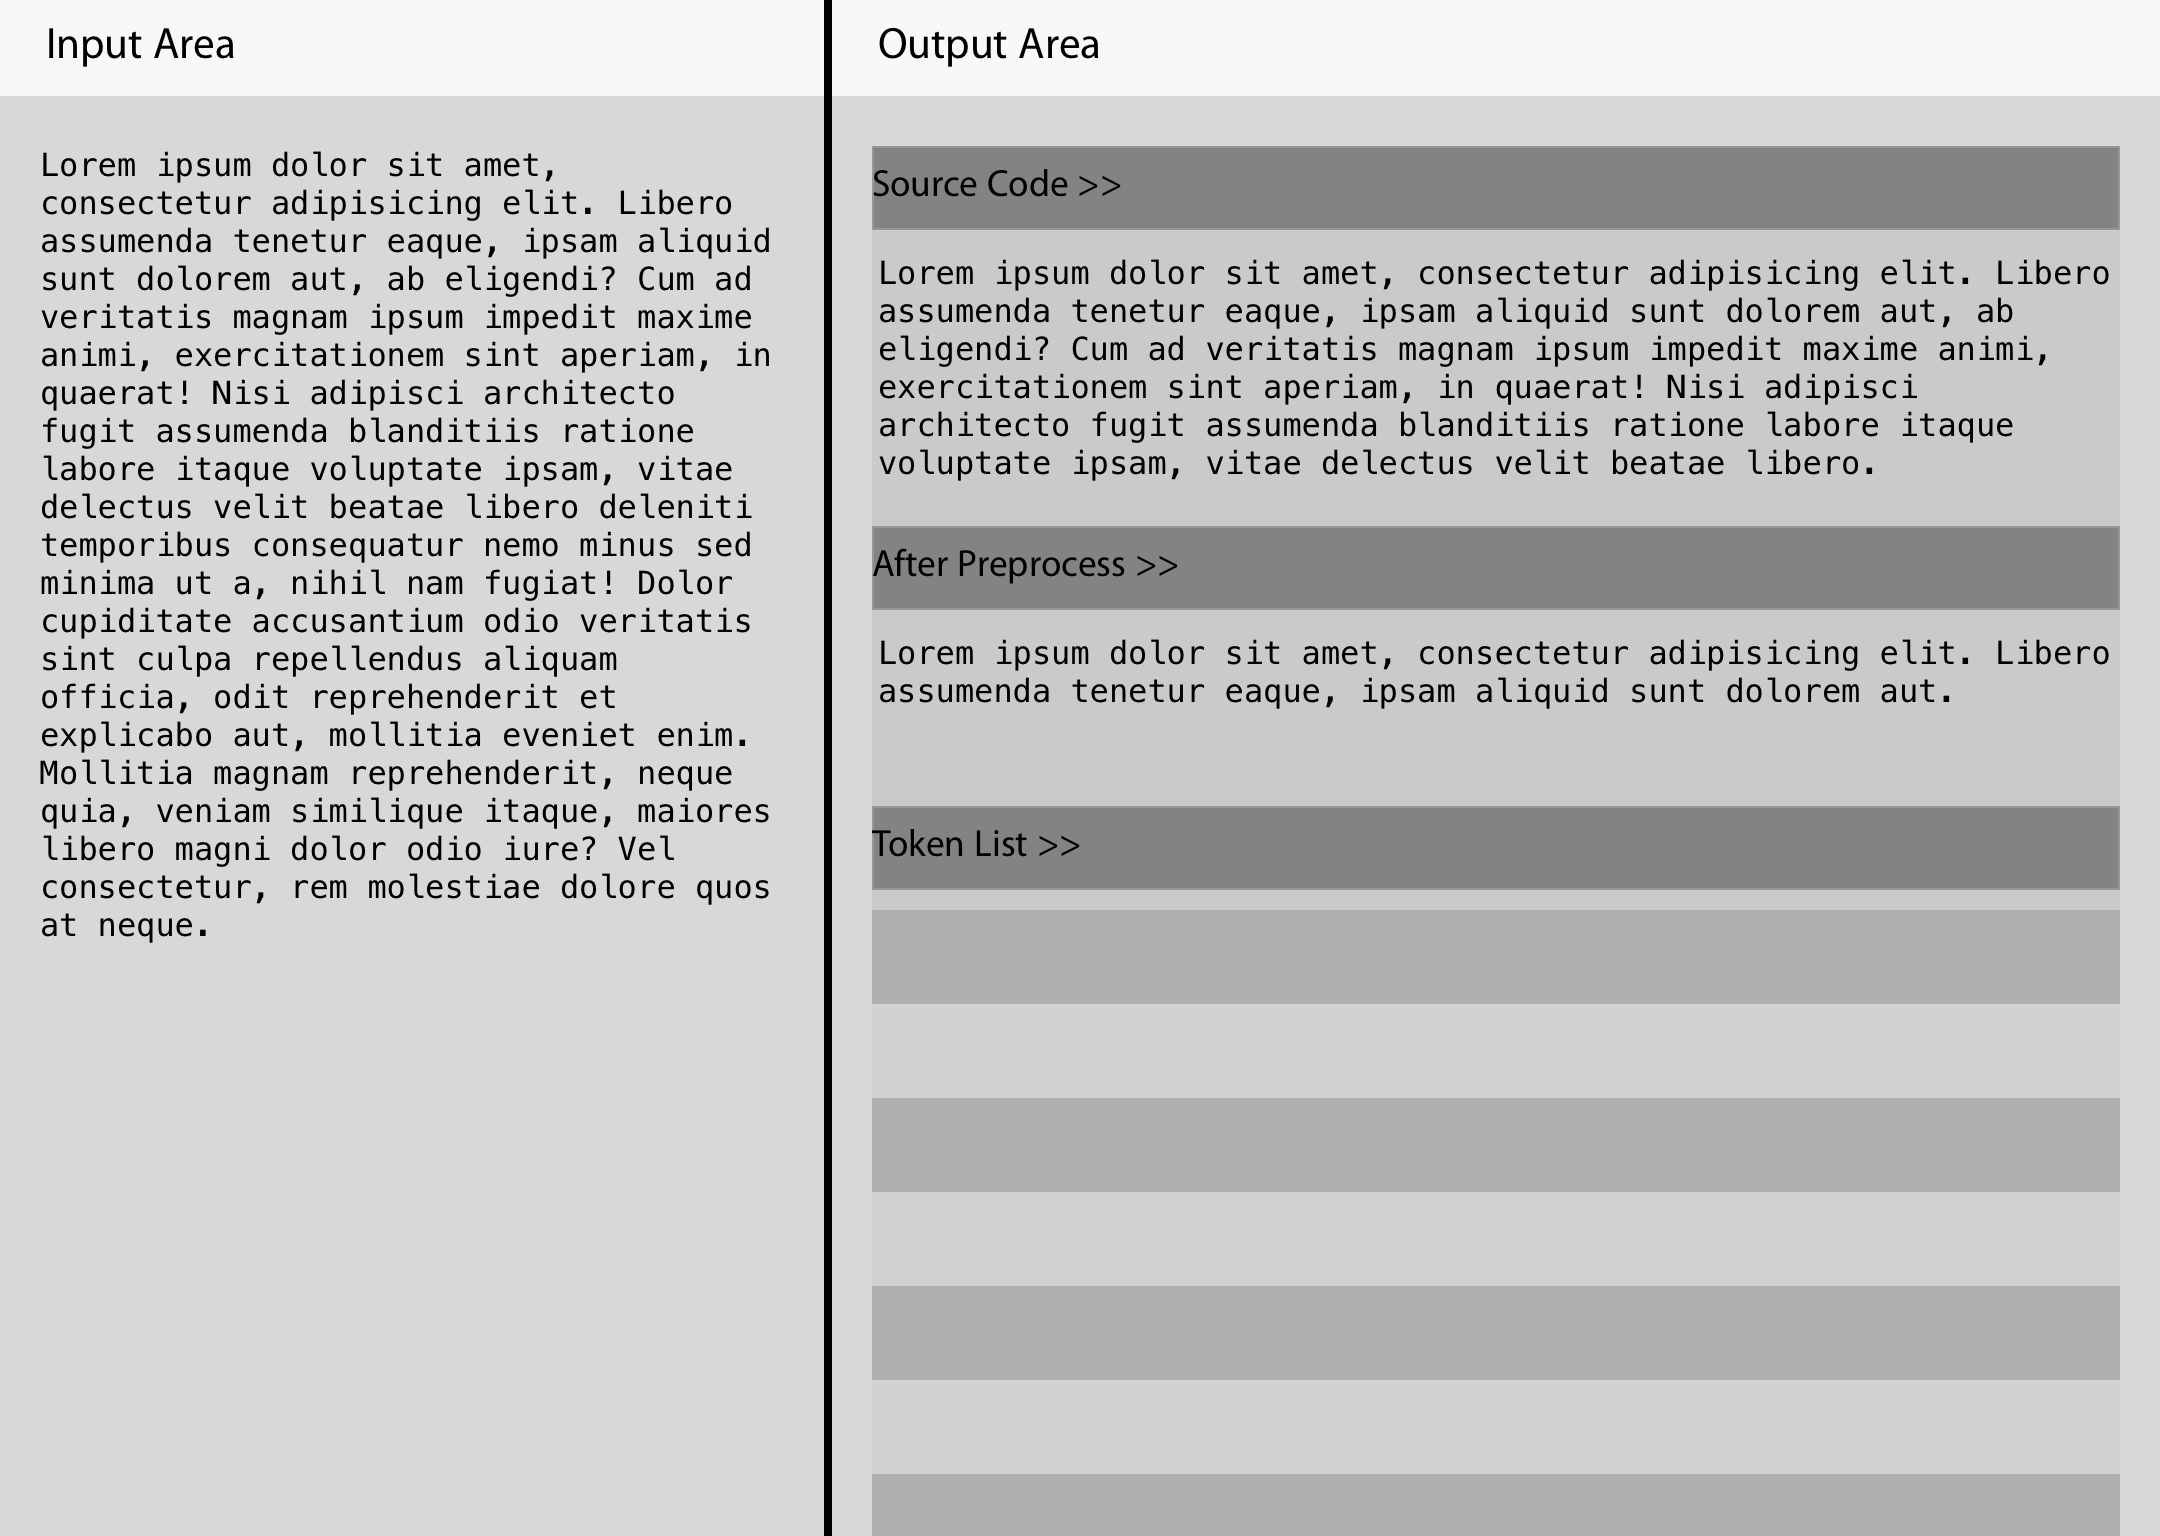 Input Area
Lorem ipsum dolor sit amet,
consectetur adipisicing elit. Libero
assumenda tenetur eaque, ipsam aliquid
sunt dolorem aut, ab eligendi? Cum ad
veritatis magnam ipsum impedit maxime
animi, exercitationem sint aperiam, in
quaerat! Nisi adipisci architecto
fugit assumenda blanditiis ratione
labore itaque voluptate ipsam, vitae
delectus velit beatae libero deleniti
temporibus consequatur nemo minus sed
minima ut a, nihil nam fugiat! Dolor
cupiditate accusantium odio veritatis
sint culpa repellendus aliquam
officia, odit reprehenderit et
explicabo aut, mollitia eveniet enim.
Mollitia magnam reprehenderit, neque
quia, veniam similique itaque, maiores
libero magni dolor odio iure? Vel
consectetur, rem molestiae dolore quos
at neque.
Output Area
Source Code >>
Lorem ipsum dolor sit amet, consectetur adipisicing elit. Libero
assumenda tenetur eaque, ipsam aliquid sunt dolorem aut, ab
eligendi? Cum ad veritatis magnam ipsum impedit maxime animi,
exercitationem sint aperiam, in quaerat! Nisi adipisci
architecto fugit assumenda blanditiis ratione labore itaque
voluptate ipsam, vitae delectus velit beatae libero.
After Preprocess >>
Lorem ipsum dolor sit amet, consectetur adipisicing elit. Libero
assumenda tenetur eaque, ipsam aliquid sunt dolorem aut.
Token List >>